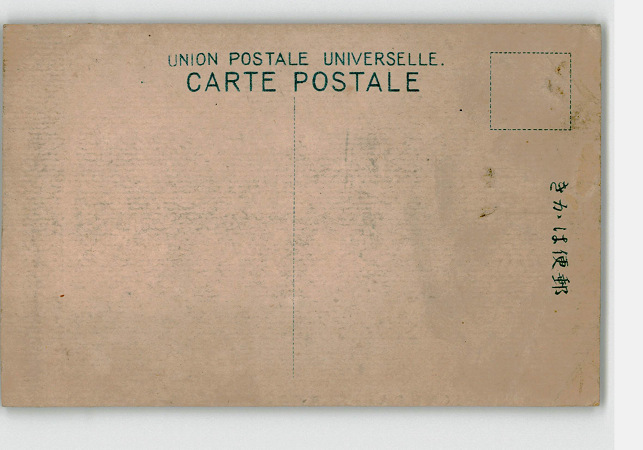 UNION POSTALE UNIVERSELLE.
CARTE POSTALE
郵便はかき